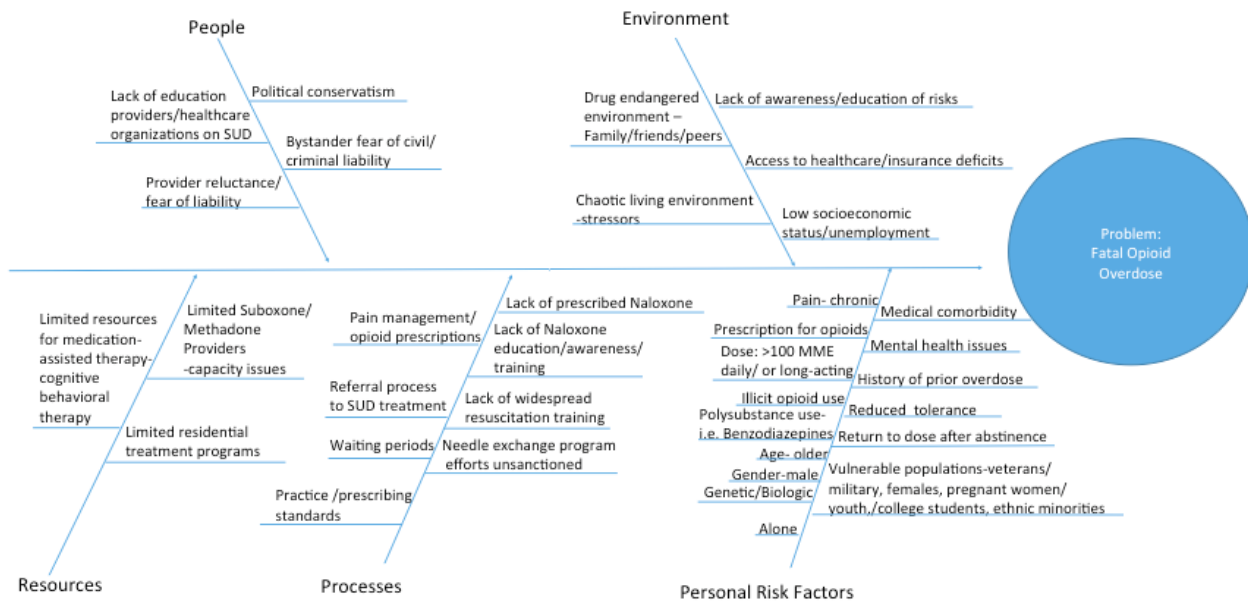 People
Lack of education
providers/healthcare
organizations on SUD
Political conservatism
Bystander fear of civil/
criminal liability
Provider reluctance/
fear of liability
Environment
Drug endangered
environment –
Family/friends/peers
Lack of awareness/education of risks
Access to healthcare/insurance deficits
Chaotic living environment
-stressors
Low socioeconomic
status/unemployment
Problem:
Fatal Opioid
Overdose
Limited resources
for medication-
assisted therapy-
cognitive
behavioral
therapy
Limited Suboxone/
Methadone
Providers
-capacity issues
Limited residential
treatment programs
Resources
Pain management/
opioid prescriptions
Referral process
to SUD treatment
Waiting periods
Practice /prescribing
standards
Lack of prescribed Naloxone
Lack of Naloxone
education/awareness/
training
Lack of widespread
resuscitation training
Needle exchange program
efforts unsanctioned
Processes
Pain- chronic
Prescription for opioids
Dose: >100 MME
daily/ or long-acting
Illicit opioid use
Polysubstance use-
i.e. Benzodiazepines
Age- older
Gender-male
Genetic/Biologic
Alone
Medical comorbidity
Mental health issues
History of prior overdose
Reduced tolerance
Return to dose after abstinence
Vulnerable populations-veterans/
military, females, pregnant women/
youth,/college students, ethnic minorities
Personal Risk Factors